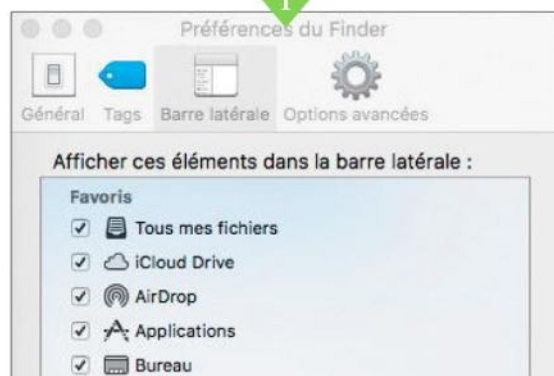 1
Préférences du Finder
Général Tags Barre latérale Options avancées
Afficher ces éléments dans la barre latérale :
Favoris
Tous mes fichiers
iCloud Drive
AirDrop
Applications
Bureau